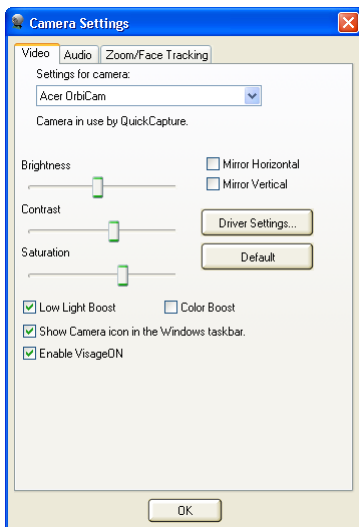 Camera Settings
Video Audio Zoom/Face Tracking
Settings for camera:
Acer OrbiCam
Camera in use by QuickCapture.
Brightness
Mirror Horizontal
Mirror Vertical
Contrast
Driver Settings...
Saturation
Default
Low Light Boost Color Boost
Show Camera icon in the Windows taskbar.
Enable VisageON
OK